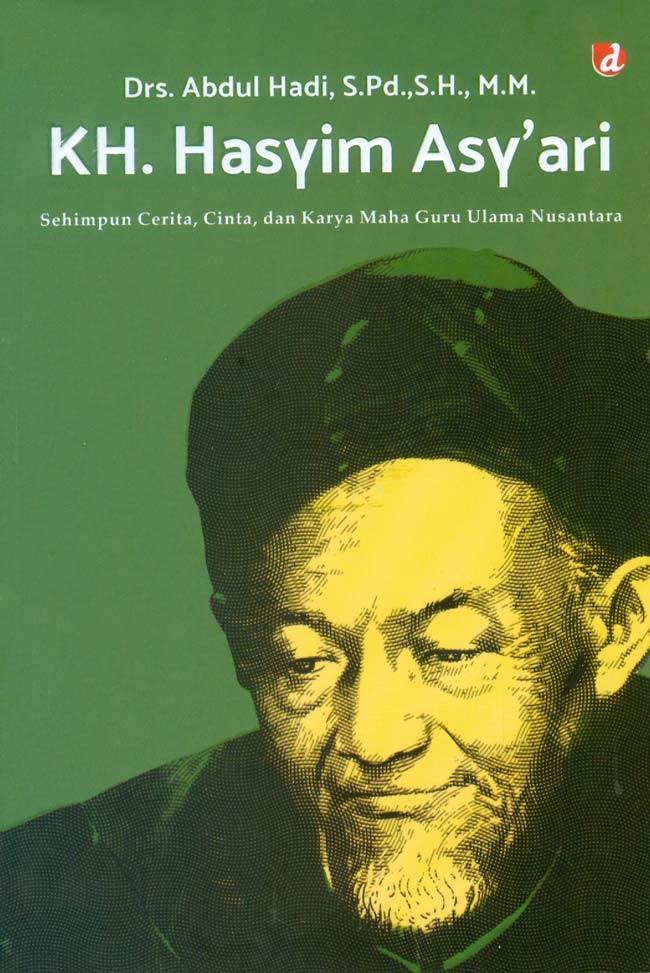 d
Drs. Abdul Hadi, S.Pd.,S.H., M.M.
KH. Hasyim Asy'ari
Sehimpun Cerita, Cinta, dan Karya Maha Guru Ulama Nusantara